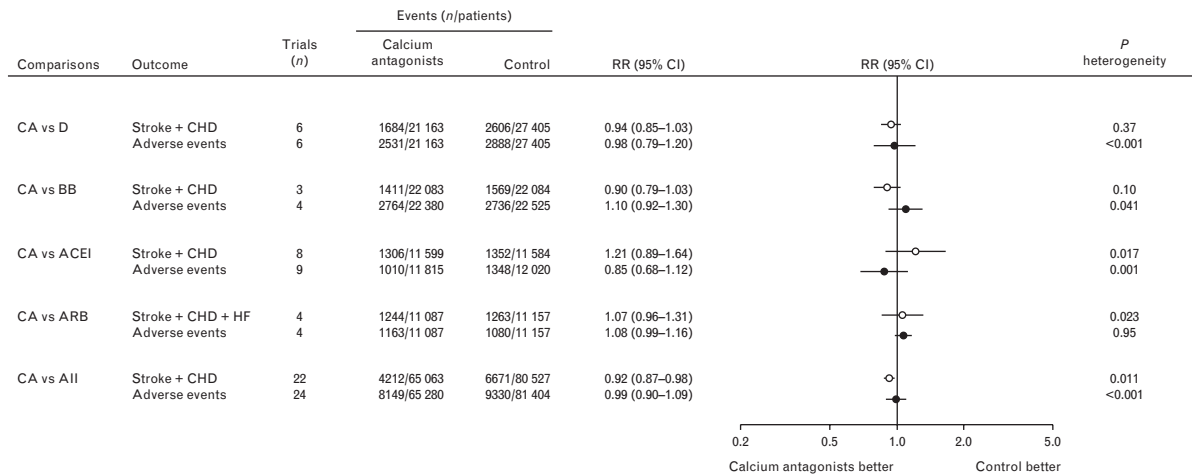 Events (n/patients)
Comparisons Outcome Trials (n) Calcium antagonists Control RR (95% CI) RR (95% CI) P heterogeneity
CA vs D Stroke + CHD 6 1684/21 163 2606/27 405 0.94 (0.85–1.03) 0.37
Adverse events 6 2531/21 163 2888/27 405 0.98 (0.79–1.20) <0.001
CA vs BB Stroke + CHD 3 1411/22 083 1569/22 084 0.90 (0.79–1.03) 0.10
Adverse events 4 2764/22 380 2736/22 525 1.10 (0.92–1.30) 0.041
CA vs ACEI Stroke + CHD 8 1306/11 599 1352/11 584 1.21 (0.89–1.64) 0.017
Adverse events 9 1010/11 815 1348/12 020 0.85 (0.68–1.12) 0.001
CA vs ARB Stroke + CHD + HF 4 1244/11 087 1263/11 157 1.07 (0.96–1.31) 0.023
Adverse events 4 1163/11 087 1080/11 157 1.08 (0.99–1.16) 0.95
CA vs All Stroke + CHD 22 4212/65 063 6671/80 527 0.92 (0.87–0.98) 0.011
Adverse events 24 8149/65 280 9330/81 404 0.99 (0.90–1.09) <0.001
0.2 0.5 1.0 2.0 5.0
Calcium antagonists better Control better